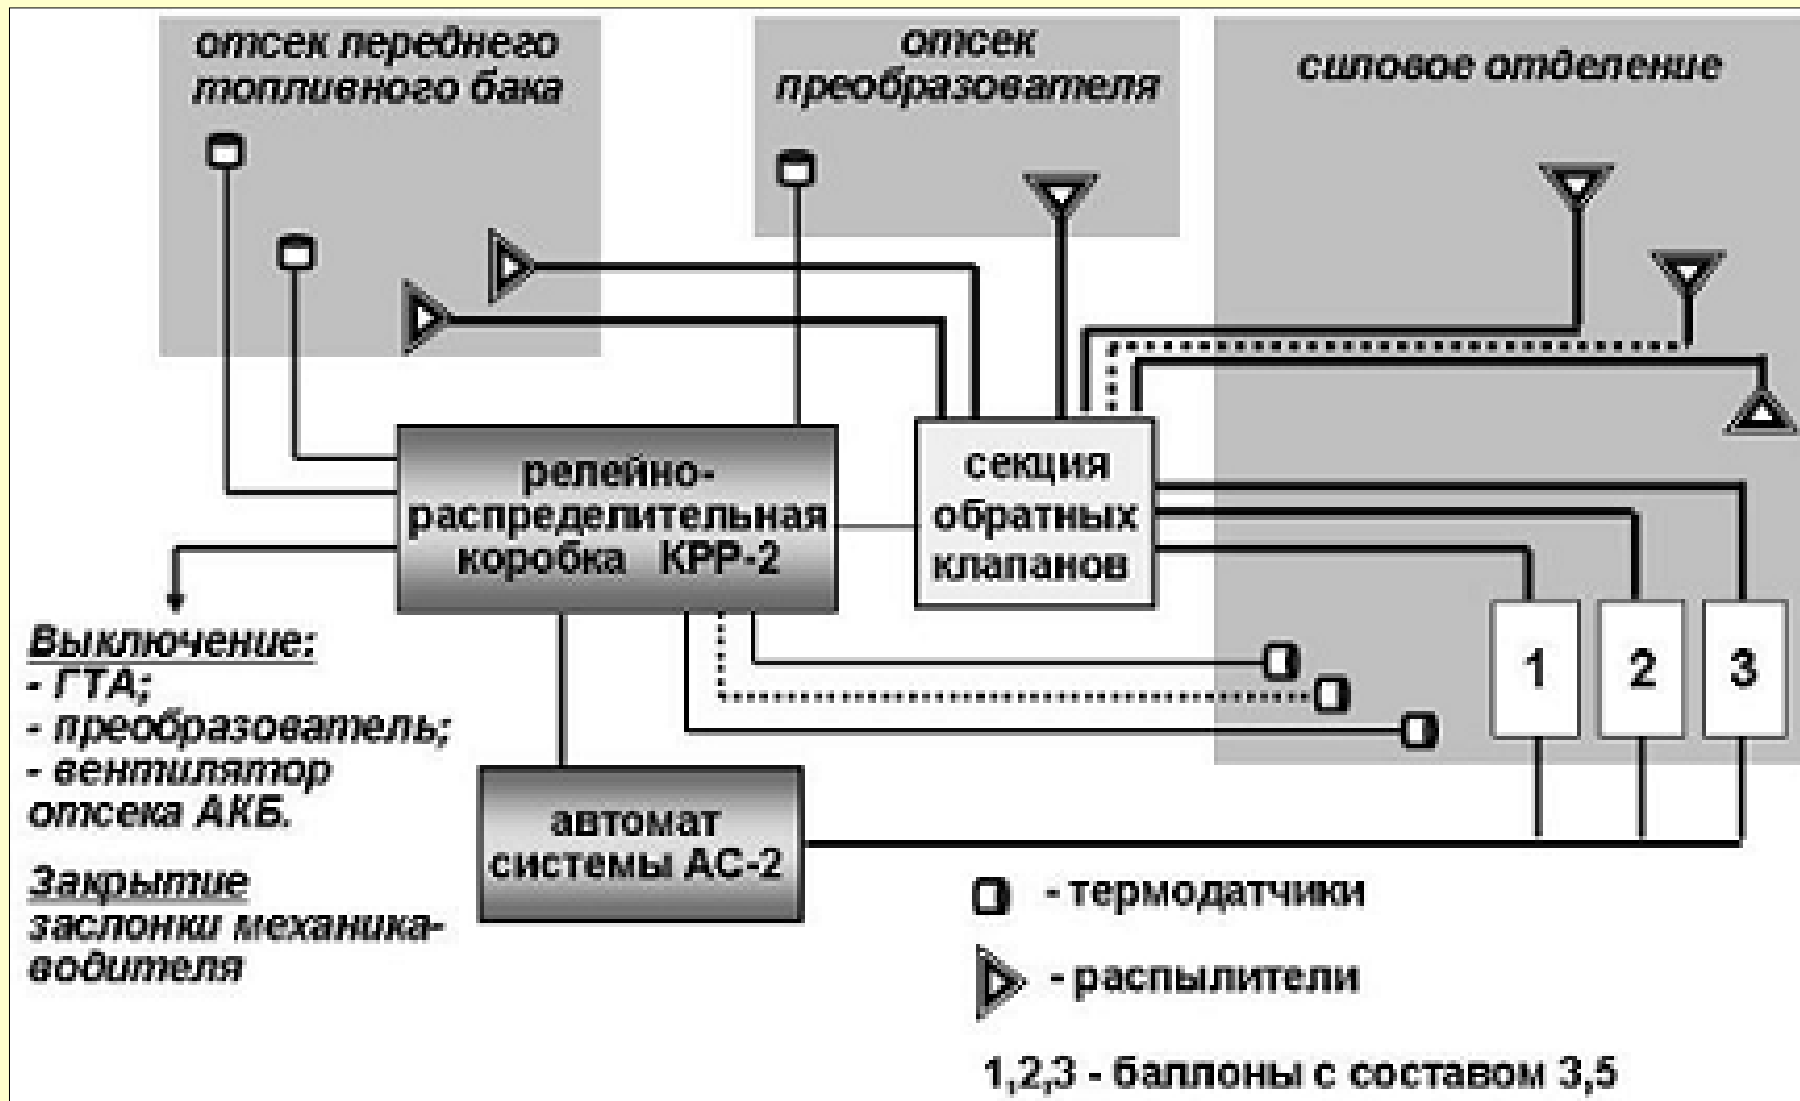 отсек переднего
топливного бака
отсек
преобразователя
силовое отделение
релейно-
распределительная
коробка КРР-2
секция
обратных
клапанов
1
2
3
Выключение:
- ГТА;
- преобразователь;
- вентилятор
отсека АКБ.
Закрытие
заслонки механика-
водителя
автомат
системы АС-2
- термодатчики
- распылители
1,2,3 - баллоны с составом 3,5